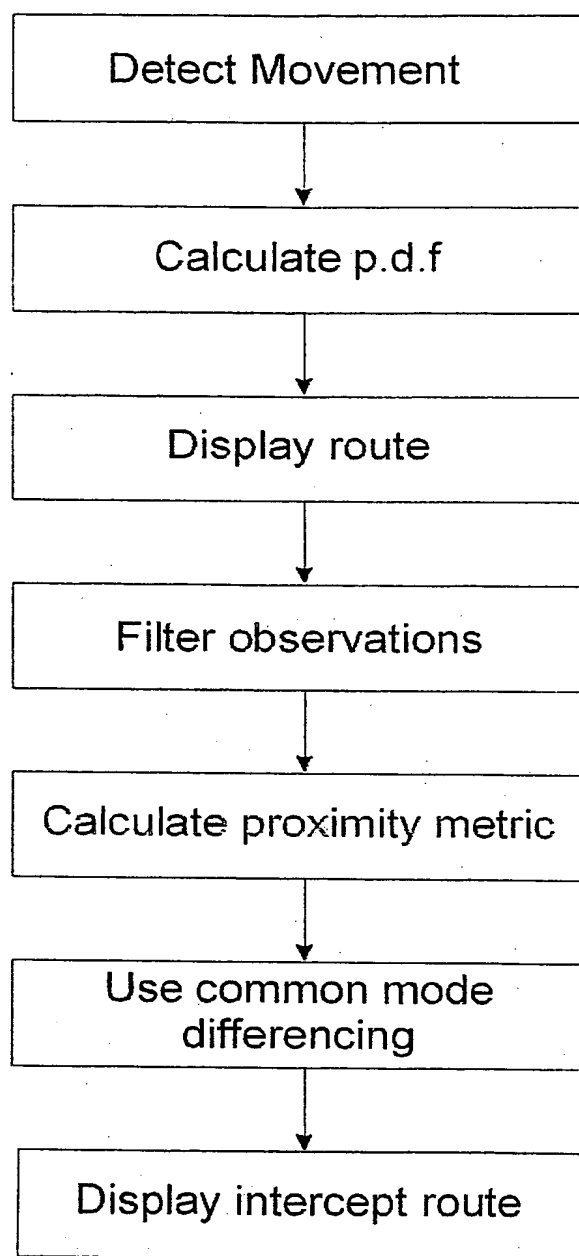 Detect Movement
Calculate p.d.f
Display route
Filter observations
Calculate proximity metric
Use common mode
differencing
Display intercept route